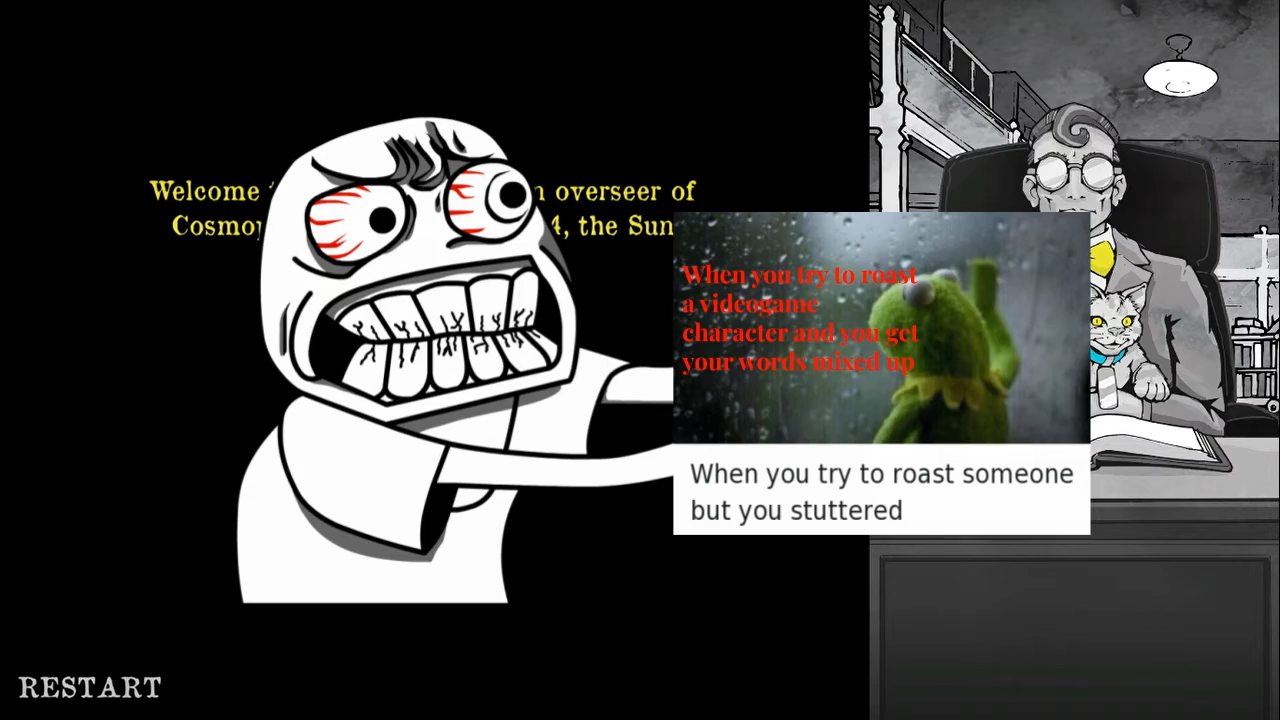 Welcome overseer of
Cosmo 4, the Sun
When you try to roast
a videogame
character and you get
your words mixed up
When you try to roast someone
but you stuttered
RESTART